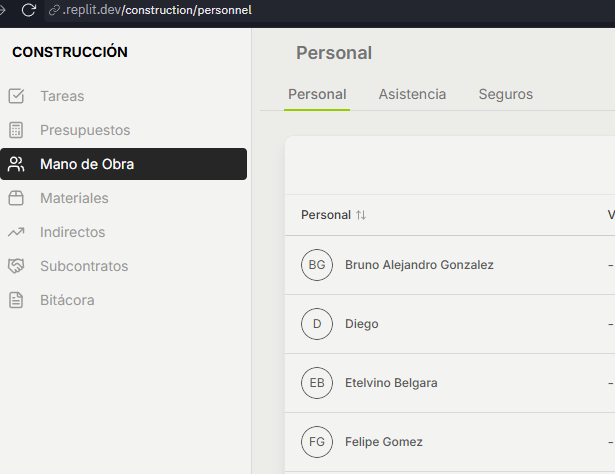 .replit.dev/construction/personnel
CONSTRUCCIÓN
Tareas
Presupuestos
Mano de Obra
Materiales
Indirectos
Subcontratos
Bitácora
Personal
Personal Asistencia Seguros
Personal V
BG Bruno Alejandro Gonzalez -
D Diego -
EB Etelvino Belgara -
FG Felipe Gomez -